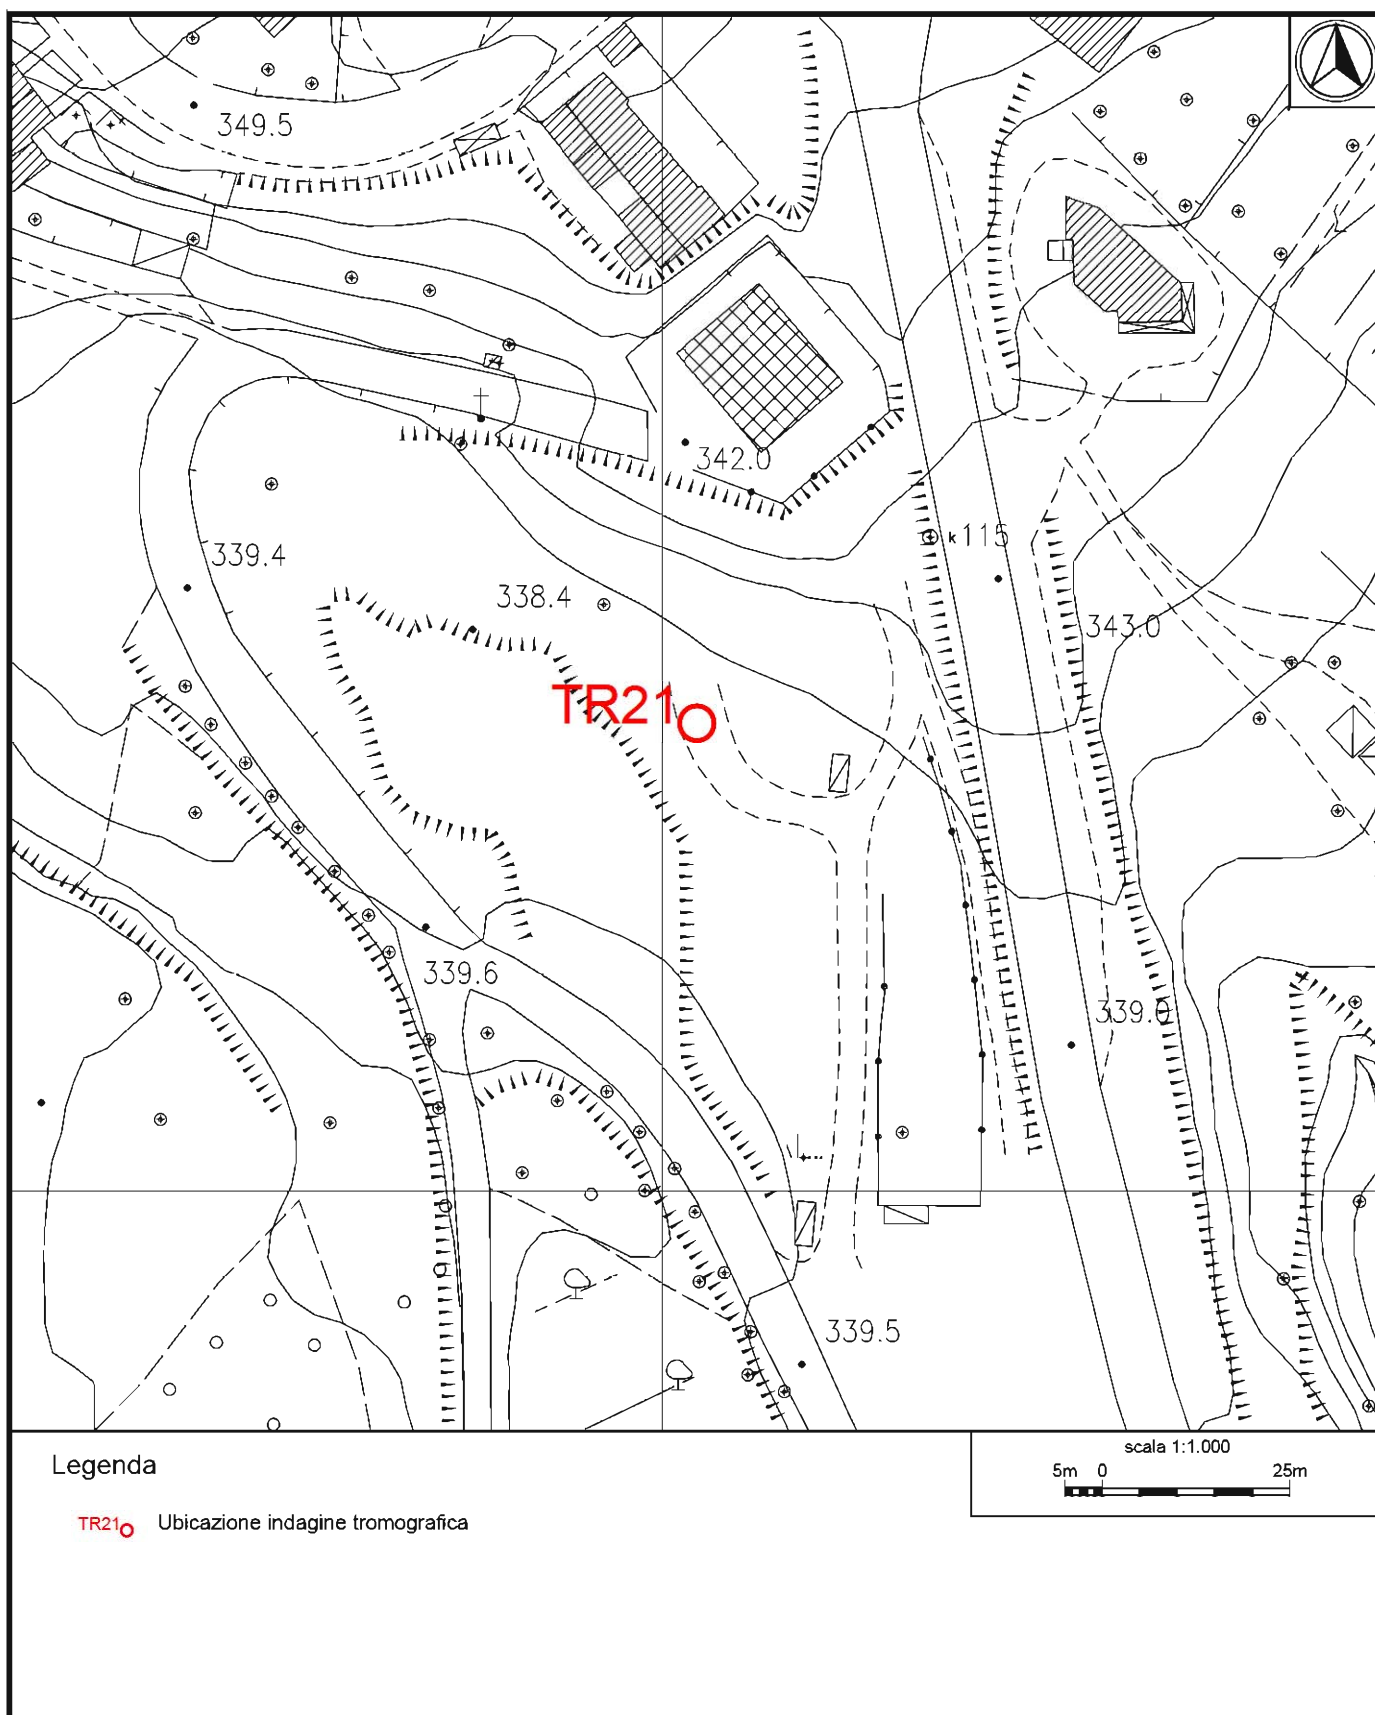 349.5
342.0
k 115
339.4
338.4
343.0
TR21
339.6
339.0
339.5
Legenda
TR21 Ubicazione indagine tromografica
scala 1:1.000
5m 0 25m